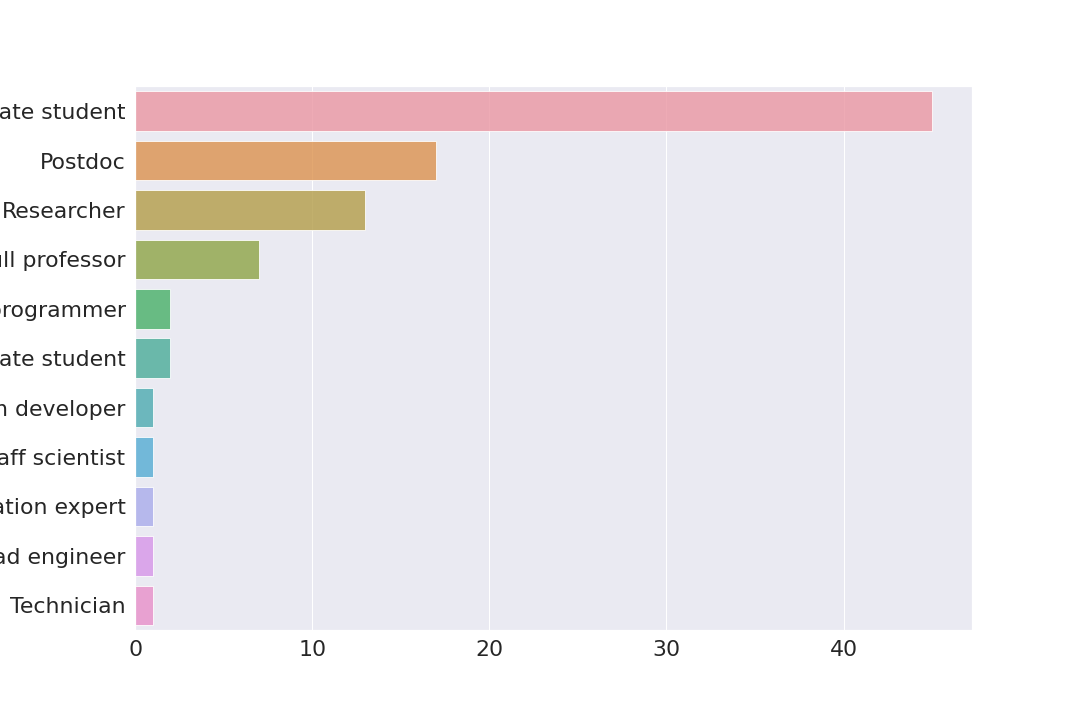 ate student
Postdoc
Researcher
ll professor
rogrammer
ate student
developer
aff scientist
ation expert
ad engineer
Technician
0 10 20 30 40